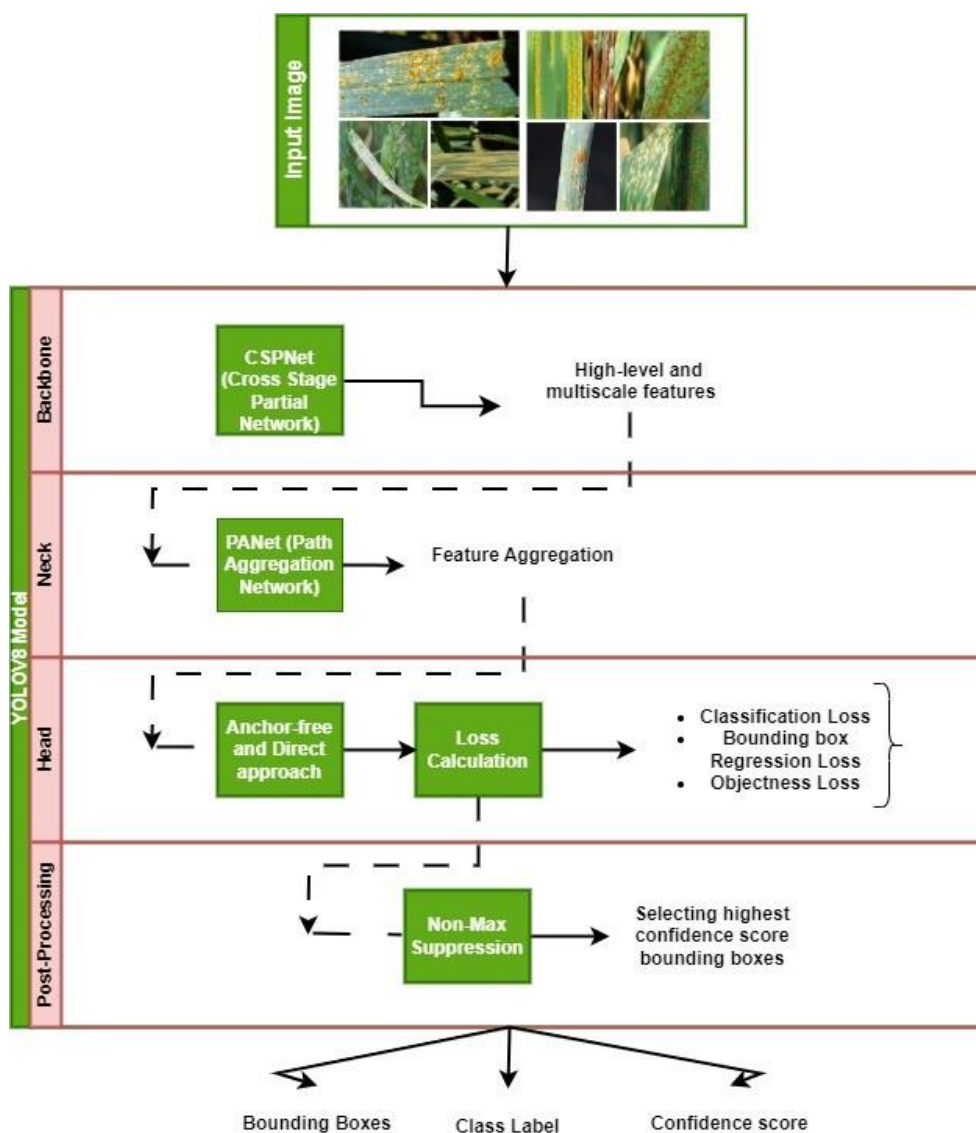 Input Image
YOLOV8 Model
Backbone
CSPNet
(Cross Stage
Partial
Network)
High-level and
multiscale features
Neck
PANet (Path
Aggregation
Network)
Feature Aggregation
Head
Anchor-free
and Direct
approach
Loss
Calculation
• Classification Loss
• Bounding box
Regression Loss
• Objectness Loss
Post-Processing
Non-Max
Suppression
Selecting highest
confidence score
bounding boxes
Bounding Boxes
Class Label
Confidence score